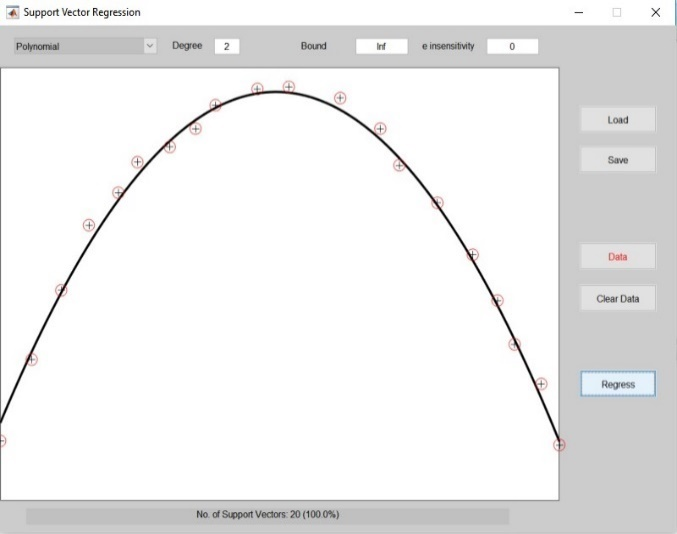 Support Vector Regression
Polynomial Degree 2 Bound Inf e insensitivity 0
Load
Save
Data
Clear Data
Regress
No. of Support Vectors: 20 (100.0%)